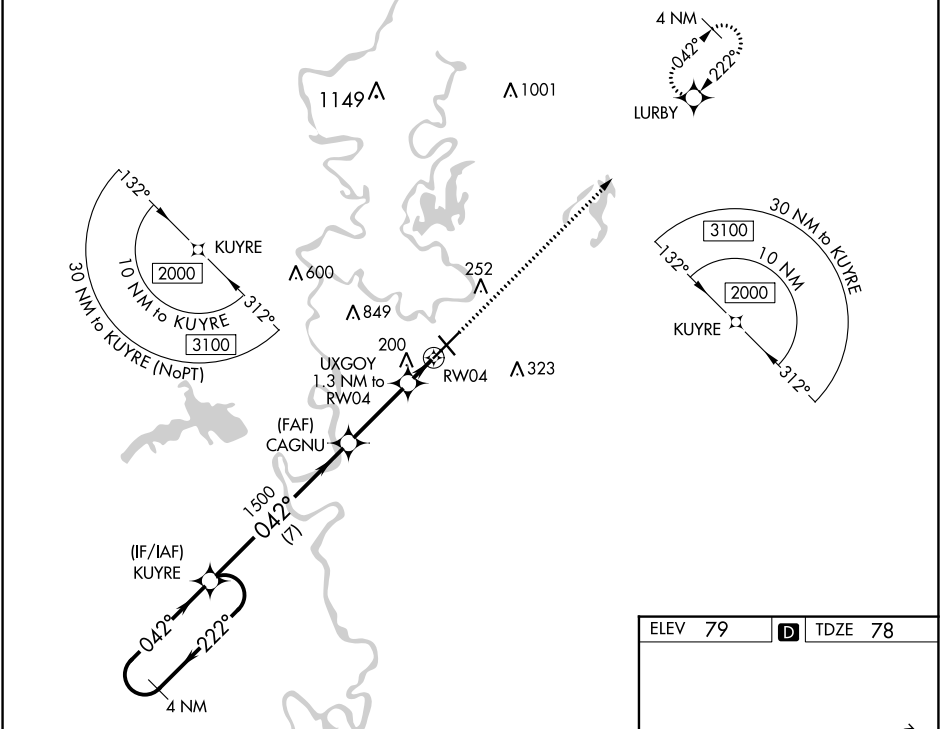 4 NM
042°
222°
LURBY
1149
1001
132°
KUYRE
10 NM to KUYRE
2000
312°
30 NM to KUYRE (NoPT)
3100
600
849
252
200
323
30 NM to KUYRE
3100
132°
10 NM
2000
KUYRE
312°
UXGOY
1.3 NM to
RW04
RW04
(FAF)
CAGNU
1500
042°
(7)
(IF/IAF)
KUYRE
042°
222°
4 NM
ELEV 79 D TDZE 78